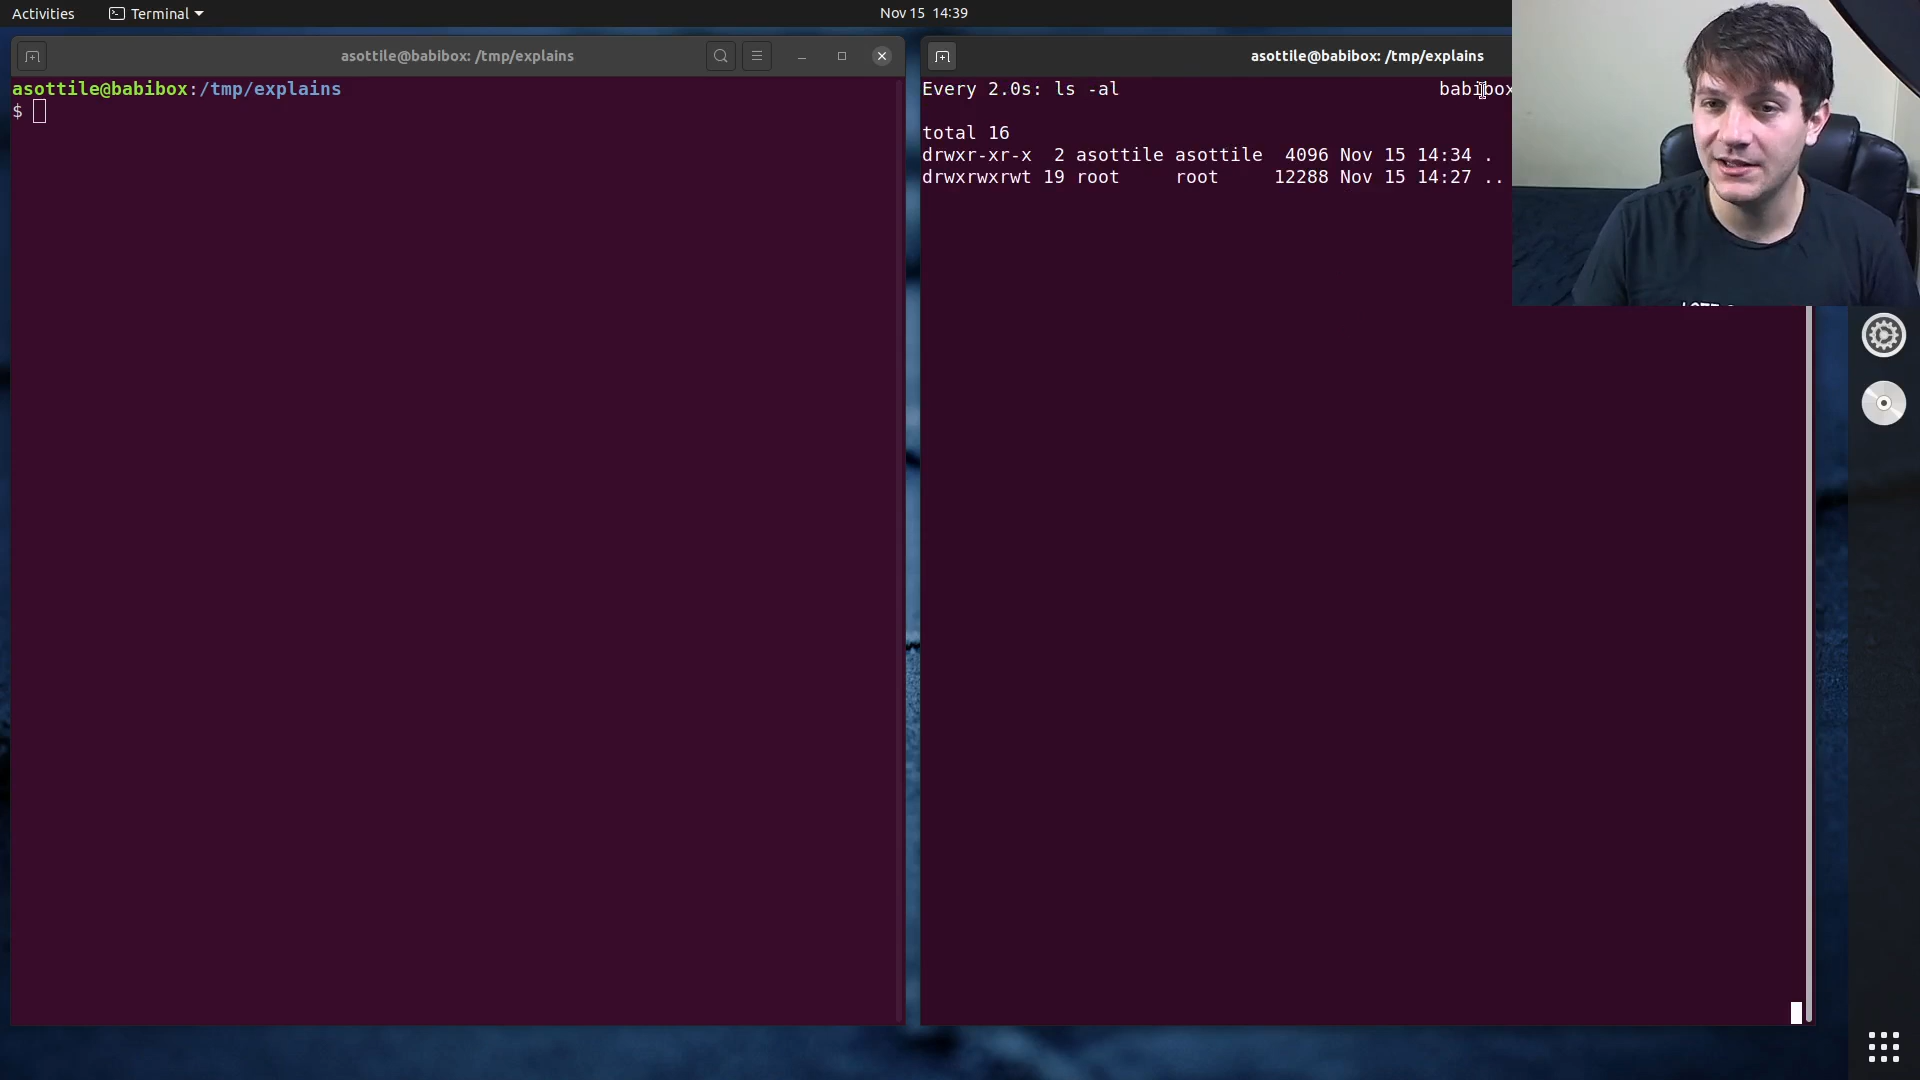 Activities
Terminal
Nov 15 14:39
asottile@babibox: /tmp/explains
asottile@babibox:/tmp/explains
$
asottile@babibox: /tmp/explains
Every 2.0s: ls -al babibox
total 16
drwxr-xr-x 2 asottile asottile 4096 Nov 15 14:34 .
drwxrwxrwt 19 root root 12288 Nov 15 14:27 ..